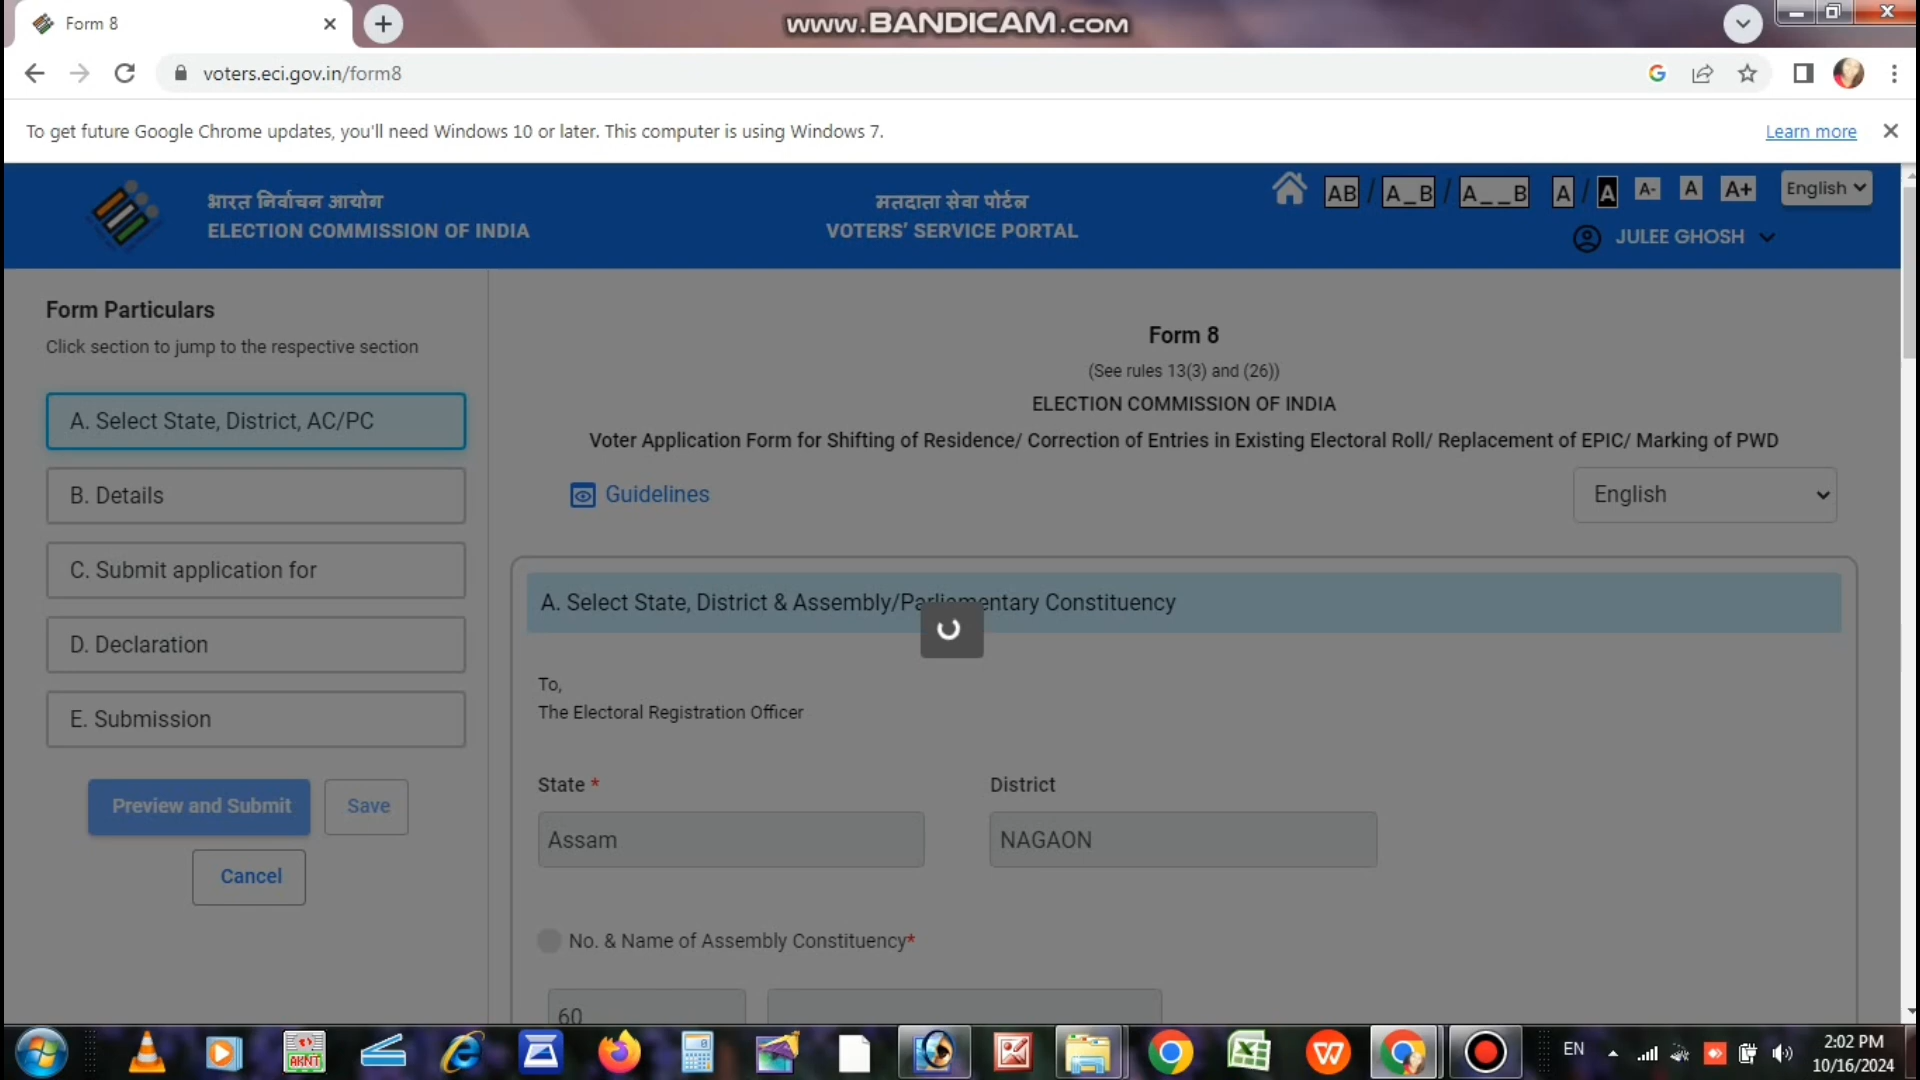 Form 8
www.BANDICAM.com
voters.eci.gov.in/form8
To get future Google Chrome updates, you'll need Windows 10 or later. This computer is using Windows 7.
Learn more
भारत निर्वाचन आयोग
ELECTION COMMISSION OF INDIA
मतदाता सेवा पोर्टल
VOTERS' SERVICE PORTAL
AB / A_B / A__B A / A A- A A+
English
JULEE GHOSH
Form Particulars
Click section to jump to the respective section
A. Select State, District, AC/PC
B. Details
C. Submit application for
D. Declaration
E. Submission
Preview and Submit
Save
Cancel
Form 8
(See rules 13(3) and (26))
ELECTION COMMISSION OF INDIA
Voter Application Form for Shifting of Residence/ Correction of Entries in Existing Electoral Roll/ Replacement of EPIC/ Marking of PWD
Guidelines
English
A. Select State, District & Assembly/Parliamentary Constituency
To,
The Electoral Registration Officer
State *
District
Assam
NAGAON
No. & Name of Assembly Constituency*
60
AKNT
EN
2:02 PM
10/16/2024